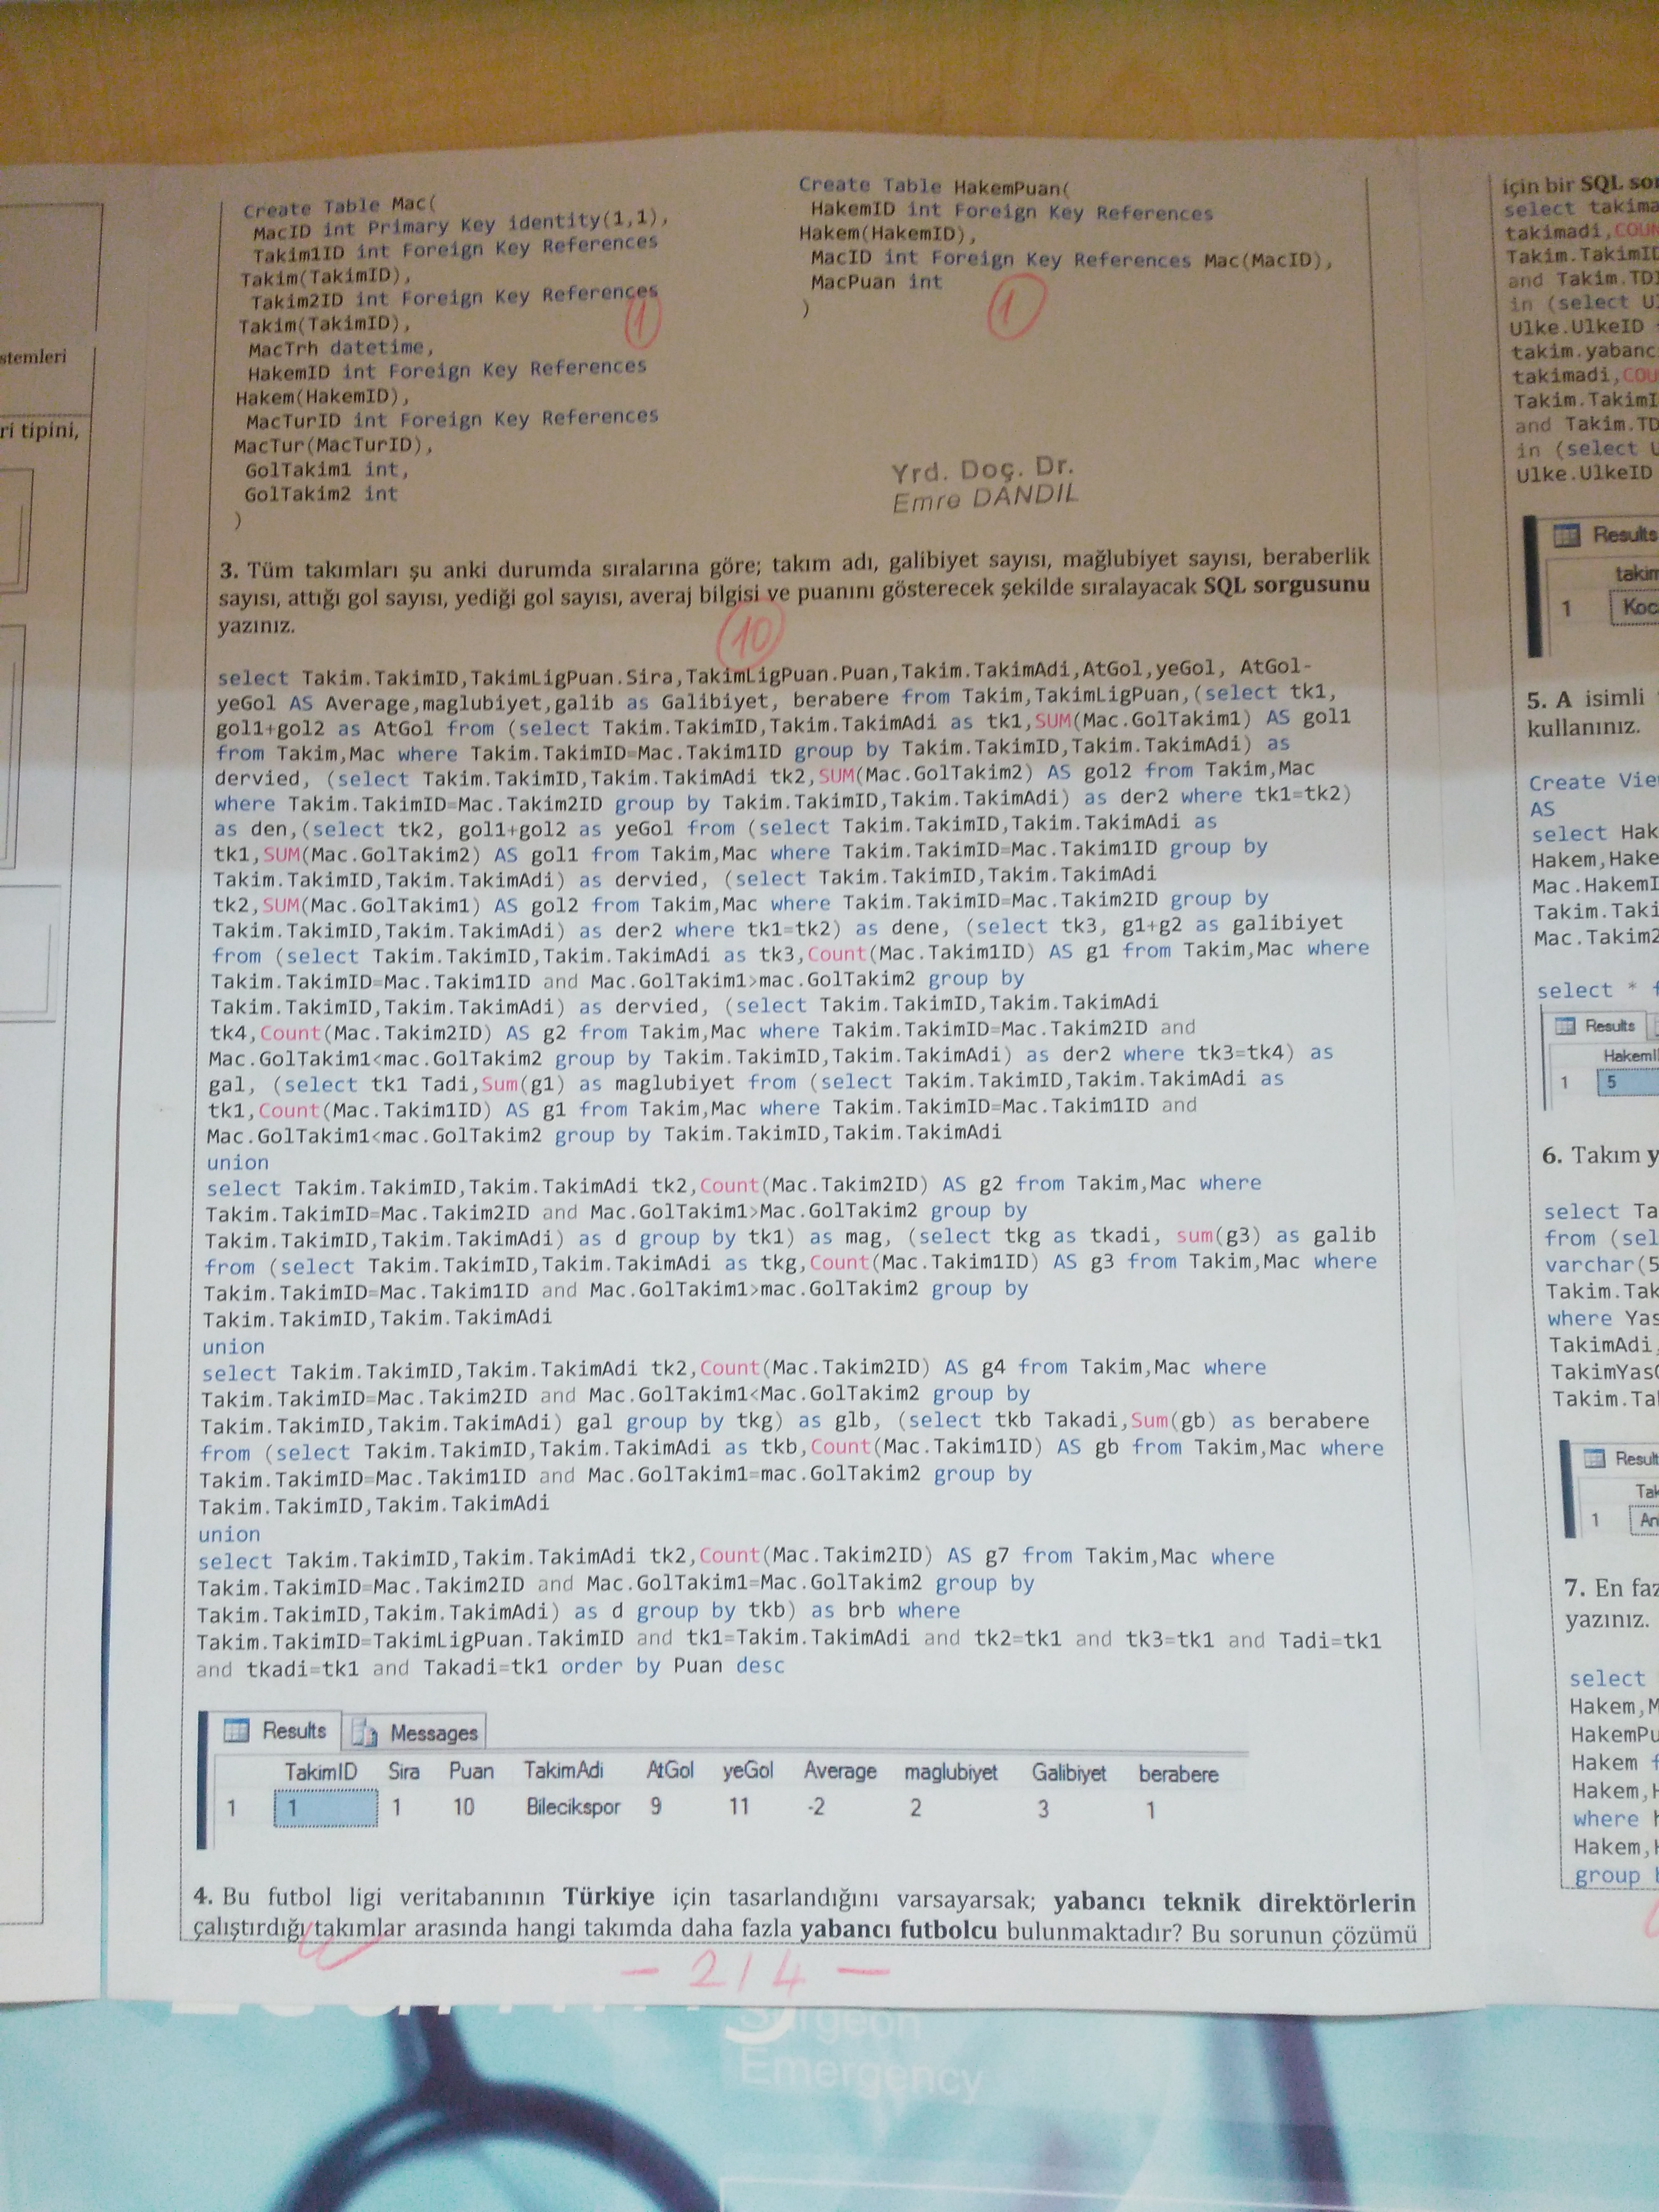 stemleri
ri tipini,
Create Table Mac(
MacID int Primary Key identity(1,1),
Takim1ID int Foreign Key References
Takim(TakimID),
Takim2ID int Foreign Key References
Takim(TakimID),
MacTrh datetime,
HakemID int Foreign Key References
Hakem(HakemID),
MacTurID int Foreign Key References
MacTur(MacTurID),
GolTakim1 int,
GolTakim2 int
)
1
Create Table HakemPuan(
HakemID int Foreign Key References
Hakem(HakemID),
MacID int Foreign Key References Mac(MacID),
MacPuan int
)
1
Yrd. Doç. Dr.
Emre DANDIL
3. Tüm takımları şu anki durumda sıralarına göre; takım adı, galibiyet sayısı, mağlubiyet sayısı, beraberlik
sayısı, attığı gol sayısı, yediği gol sayısı, averaj bilgisi ve puanını gösterecek şekilde sıralayacak SQL sorgusunu
yazınız.
10
select Takim.TakimID,TakimLigPuan.Sira,TakimLigPuan.Puan,Takim.TakimAdi,AtGol,yeGol, AtGol-
yeGol AS Average,maglubiyet,galib as Galibiyet, berabere from Takim,TakimLigPuan,(select tk1,
gol1+gol2 as AtGol from (select Takim.TakimID,Takim.TakimAdi as tk1,SUM(Mac.GolTakim1) AS gol1
from Takim,Mac where Takim.TakimID=Mac.Takim1ID group by Takim.TakimID,Takim.TakimAdi) as
dervied, (select Takim.TakimID,Takim.TakimAdi tk2,SUM(Mac.GolTakim2) AS gol2 from Takim,Mac
where Takim.TakimID=Mac.Takim2ID group by Takim.TakimID,Takim.TakimAdi) as der2 where tk1=tk2)
as den,(select tk2, gol1+gol2 as yeGol from (select Takim.TakimID,Takim.TakimAdi as
tk1,SUM(Mac.GolTakim2) AS gol1 from Takim,Mac where Takim.TakimID=Mac.Takim1ID group by
Takim.TakimID,Takim.TakimAdi) as dervied, (select Takim.TakimID,Takim.TakimAdi
tk2,SUM(Mac.GolTakim1) AS gol2 from Takim,Mac where Takim.TakimID=Mac.Takim2ID group by
Takim.TakimID,Takim.TakimAdi) as der2 where tk1=tk2) as dene, (select tk3, g1+g2 as galibiyet
from (select Takim.TakimID,Takim.TakimAdi as tk3,Count(Mac.Takim1ID) AS g1 from Takim,Mac where
Takim.TakimID=Mac.Takim1ID and Mac.GolTakim1>mac.GolTakim2 group by
Takim.TakimID,Takim.TakimAdi) as dervied, (select Takim.TakimID,Takim.TakimAdi
tk4,Count(Mac.Takim2ID) AS g2 from Takim,Mac where Takim.TakimID=Mac.Takim2ID and
Mac.GolTakim1<mac.GolTakim2 group by Takim.TakimID,Takim.TakimAdi) as der2 where tk3=tk4) as
gal, (select tk1 Tadi,Sum(g1) as maglubiyet from (select Takim.TakimID,Takim.TakimAdi as
tk1,Count(Mac.Takim1ID) AS g1 from Takim,Mac where Takim.TakimID=Mac.Takim1ID and
Mac.GolTakim1<mac.GolTakim2 group by Takim.TakimID,Takim.TakimAdi
union
select Takim.TakimID,Takim.TakimAdi tk2,Count(Mac.Takim2ID) AS g2 from Takim,Mac where
Takim.TakimID=Mac.Takim2ID and Mac.GolTakim1>Mac.GolTakim2 group by
Takim.TakimID,Takim.TakimAdi) as d group by tk1) as mag, (select tkg as tkadi, sum(g3) as galib
from (select Takim.TakimID,Takim.TakimAdi as tkg,Count(Mac.Takim1ID) AS g3 from Takim,Mac where
Takim.TakimID=Mac.Takim1ID and Mac.GolTakim1>mac.GolTakim2 group by
Takim.TakimID,Takim.TakimAdi
union
select Takim.TakimID,Takim.TakimAdi tk2,Count(Mac.Takim2ID) AS g4 from Takim,Mac where
Takim.TakimID=Mac.Takim2ID and Mac.GolTakim1<Mac.GolTakim2 group by
Takim.TakimID,Takim.TakimAdi) gal group by tkg) as glb, (select tkb Takadi,Sum(gb) as berabere
from (select Takim.TakimID,Takim.TakimAdi as tkb,Count(Mac.Takim1ID) AS gb from Takim,Mac where
Takim.TakimID=Mac.Takim1ID and Mac.GolTakim1=mac.GolTakim2 group by
Takim.TakimID,Takim.TakimAdi
union
select Takim.TakimID,Takim.TakimAdi tk2,Count(Mac.Takim2ID) AS g7 from Takim,Mac where
Takim.TakimID=Mac.Takim2ID and Mac.GolTakim1=Mac.GolTakim2 group by
Takim.TakimID,Takim.TakimAdi) as d group by tkb) as brb where
Takim.TakimID=TakimLigPuan.TakimID and tk1=Takim.TakimAdi and tk2=tk1 and tk3=tk1 and Tadi=tk1
and tkadi=tk1 and Takadi=tk1 order by Puan desc
Results Messages
TakimID Sira Puan TakimAdi AtGol yeGol Average maglubiyet Galibiyet berabere
1 1 1 10 Bilecikspor 9 11 -2 2 3 1
4. Bu futbol ligi veritabanının Türkiye için tasarlandığını varsayarsak; yabancı teknik direktörlerin
çalıştırdığı takımlar arasında hangi takımda daha fazla yabancı futbolcu bulunmaktadır? Bu sorunun çözümü
- 2/4 -
için bir SQL sor
select takima
takimadi,COUN
Takim.TakimID
and Takim.TDI
in (select U
Ulke.UlkeID
takim.yabanc
takimadi,COU
Takim.TakimI
and Takim.TD
in (select U
Ulke.UlkeID
Results
takim
1 Koc
5. A isimli
kullanınız.
Create Vie
AS
select Hak
Hakem,Hake
Mac.HakemI
Takim.Taki
Mac.Takim2
select * f
Results
HakemI
1 5
6. Takım y
select Ta
from (sel
varchar(5
Takim.Tak
where Yas
TakimAdi,
TakimYasO
Takim.Ta
Result
Tak
1 An
7. En faz
yazınız.
select
Hakem,M
HakemPu
Hakem f
Hakem,H
where h
Hakem,H
group b
Surgeon
Emergency